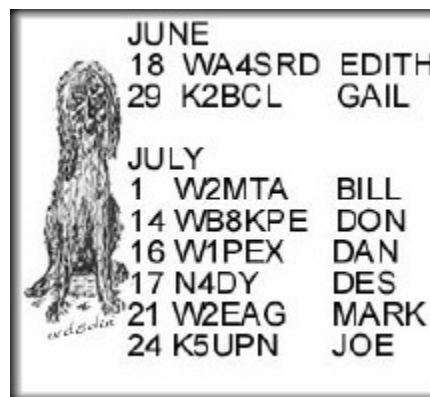 JUNE
18 WA4SRD EDITH
29 K2BCL GAIL
JULY
1 W2MTA BILL
14 WB8KPE DON
16 W1PEX DAN
17 N4DY DES
21 W2EAG MARK
24 K5UPN JOE